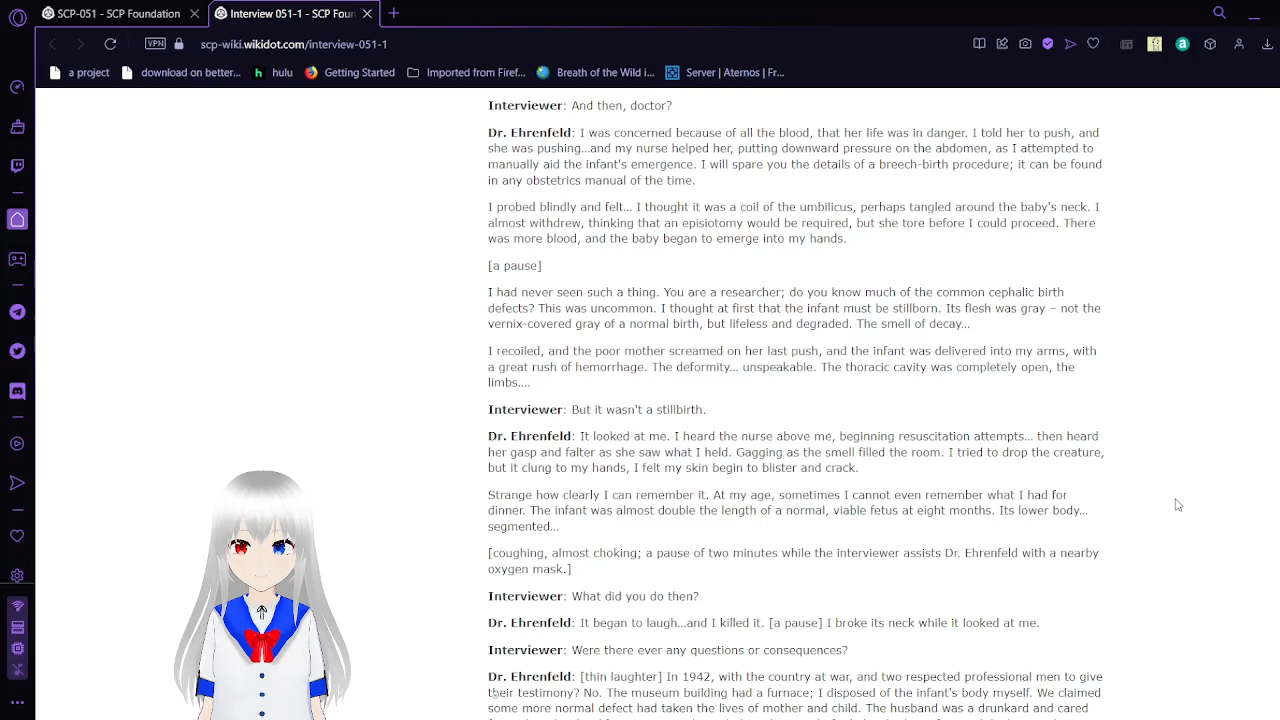 SCP-051 - SCP Foundation
Interview 051-1 - SCP Foun
VPN
scp-wiki.wikidot.com/interview-051-1
a project
download on better...
hulu
Getting Started
Imported from Firef...
Breath of the Wild i...
Server | Aternos | Fr...
Interviewer: And then, doctor?
Dr. Ehrenfeld: I was concerned because of all the blood, that her life was in danger. I told her to push, and
she was pushing...and my nurse helped her, putting downward pressure on the abdomen, as I attempted to
manually aid the infant's emergence. I will spare you the details of a breech-birth procedure; it can be found
in any obstetrics manual of the time.
I probed blindly and felt... I thought it was a coil of the umbilicus, perhaps tangled around the baby's neck. I
almost withdrew, thinking that an episiotomy would be required, but she tore before I could proceed. There
was more blood, and the baby began to emerge into my hands.
[a pause]
I had never seen such a thing. You are a researcher; do you know much of the common cephalic birth
defects? This was uncommon. I thought at first that the infant must be stillborn. Its flesh was gray – not the
vernix-covered gray of a normal birth, but lifeless and degraded. The smell of decay...
I recoiled, and the poor mother screamed on her last push, and the infant was delivered into my arms, with
a great rush of hemorrhage. The deformity... unspeakable. The thoracic cavity was completely open, the
limbs....
Interviewer: But it wasn't a stillbirth.
Dr. Ehrenfeld: It looked at me. I heard the nurse above me, beginning resuscitation attempts... then heard
her gasp and falter as she saw what I held. Gagging as the smell filled the room. I tried to drop the creature,
but it clung to my hands, I felt my skin begin to blister and crack.
Strange how clearly I can remember it. At my age, sometimes I cannot even remember what I had for
dinner. The infant was almost double the length of a normal, viable fetus at eight months. Its lower body...
segmented...
[coughing, almost choking; a pause of two minutes while the interviewer assists Dr. Ehrenfeld with a nearby
oxygen mask.]
Interviewer: What did you do then?
Dr. Ehrenfeld: It began to laugh...and I killed it. [a pause] I broke its neck while it looked at me.
Interviewer: Were there ever any questions or consequences?
Dr. Ehrenfeld: [thin laughter] In 1942, with the country at war, and two respected professional men to give
their testimony? No. The museum building had a furnace; I disposed of the infant's body myself. We claimed
some more normal defect had taken the lives of mother and child. The husband was a drunkard and cared